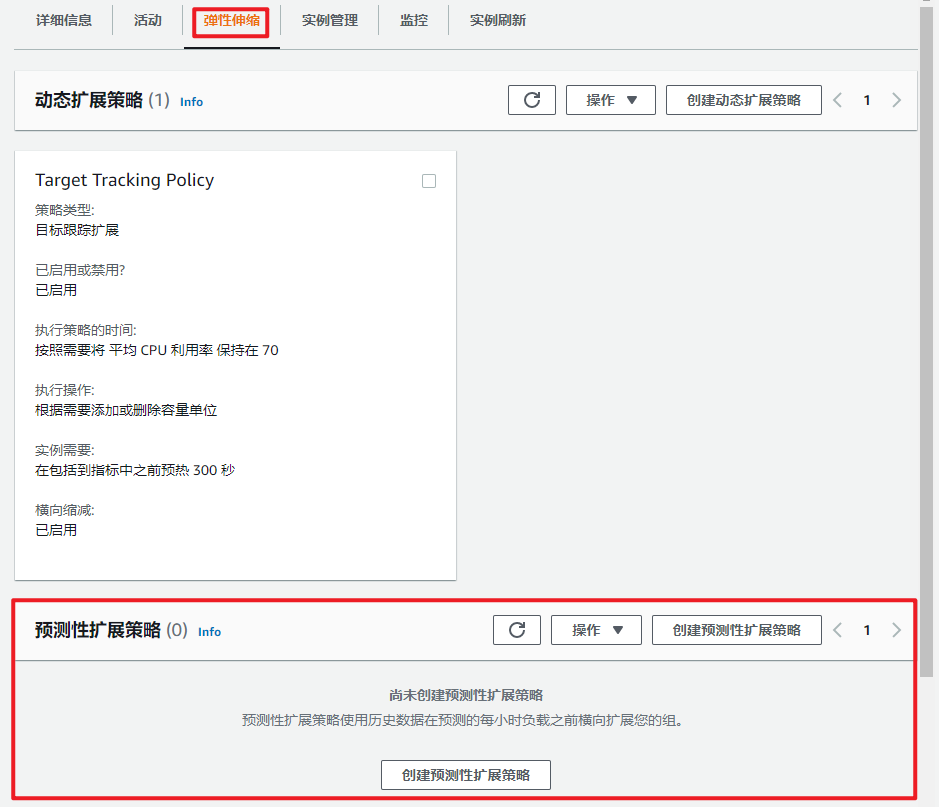 详细信息 活动 弹性伸缩 实例管理 监控 实例刷新
动态扩展策略 (1) Info 操作 创建动态扩展策略 1
Target Tracking Policy
策略类型:
目标跟踪扩展
已启用或禁用?
已启用
执行策略的时间:
按照需要将 平均 CPU 利用率 保持在 70
执行操作:
根据需要添加或删除容量单位
实例需要:
在包括到指标中之前预热 300 秒
横向缩减:
已启用
预测性扩展策略 (0) Info 操作 创建预测性扩展策略 1
尚未创建预测性扩展策略
预测性扩展策略使用历史数据在预测的每小时负载之前横向扩展您的组。
创建预测性扩展策略